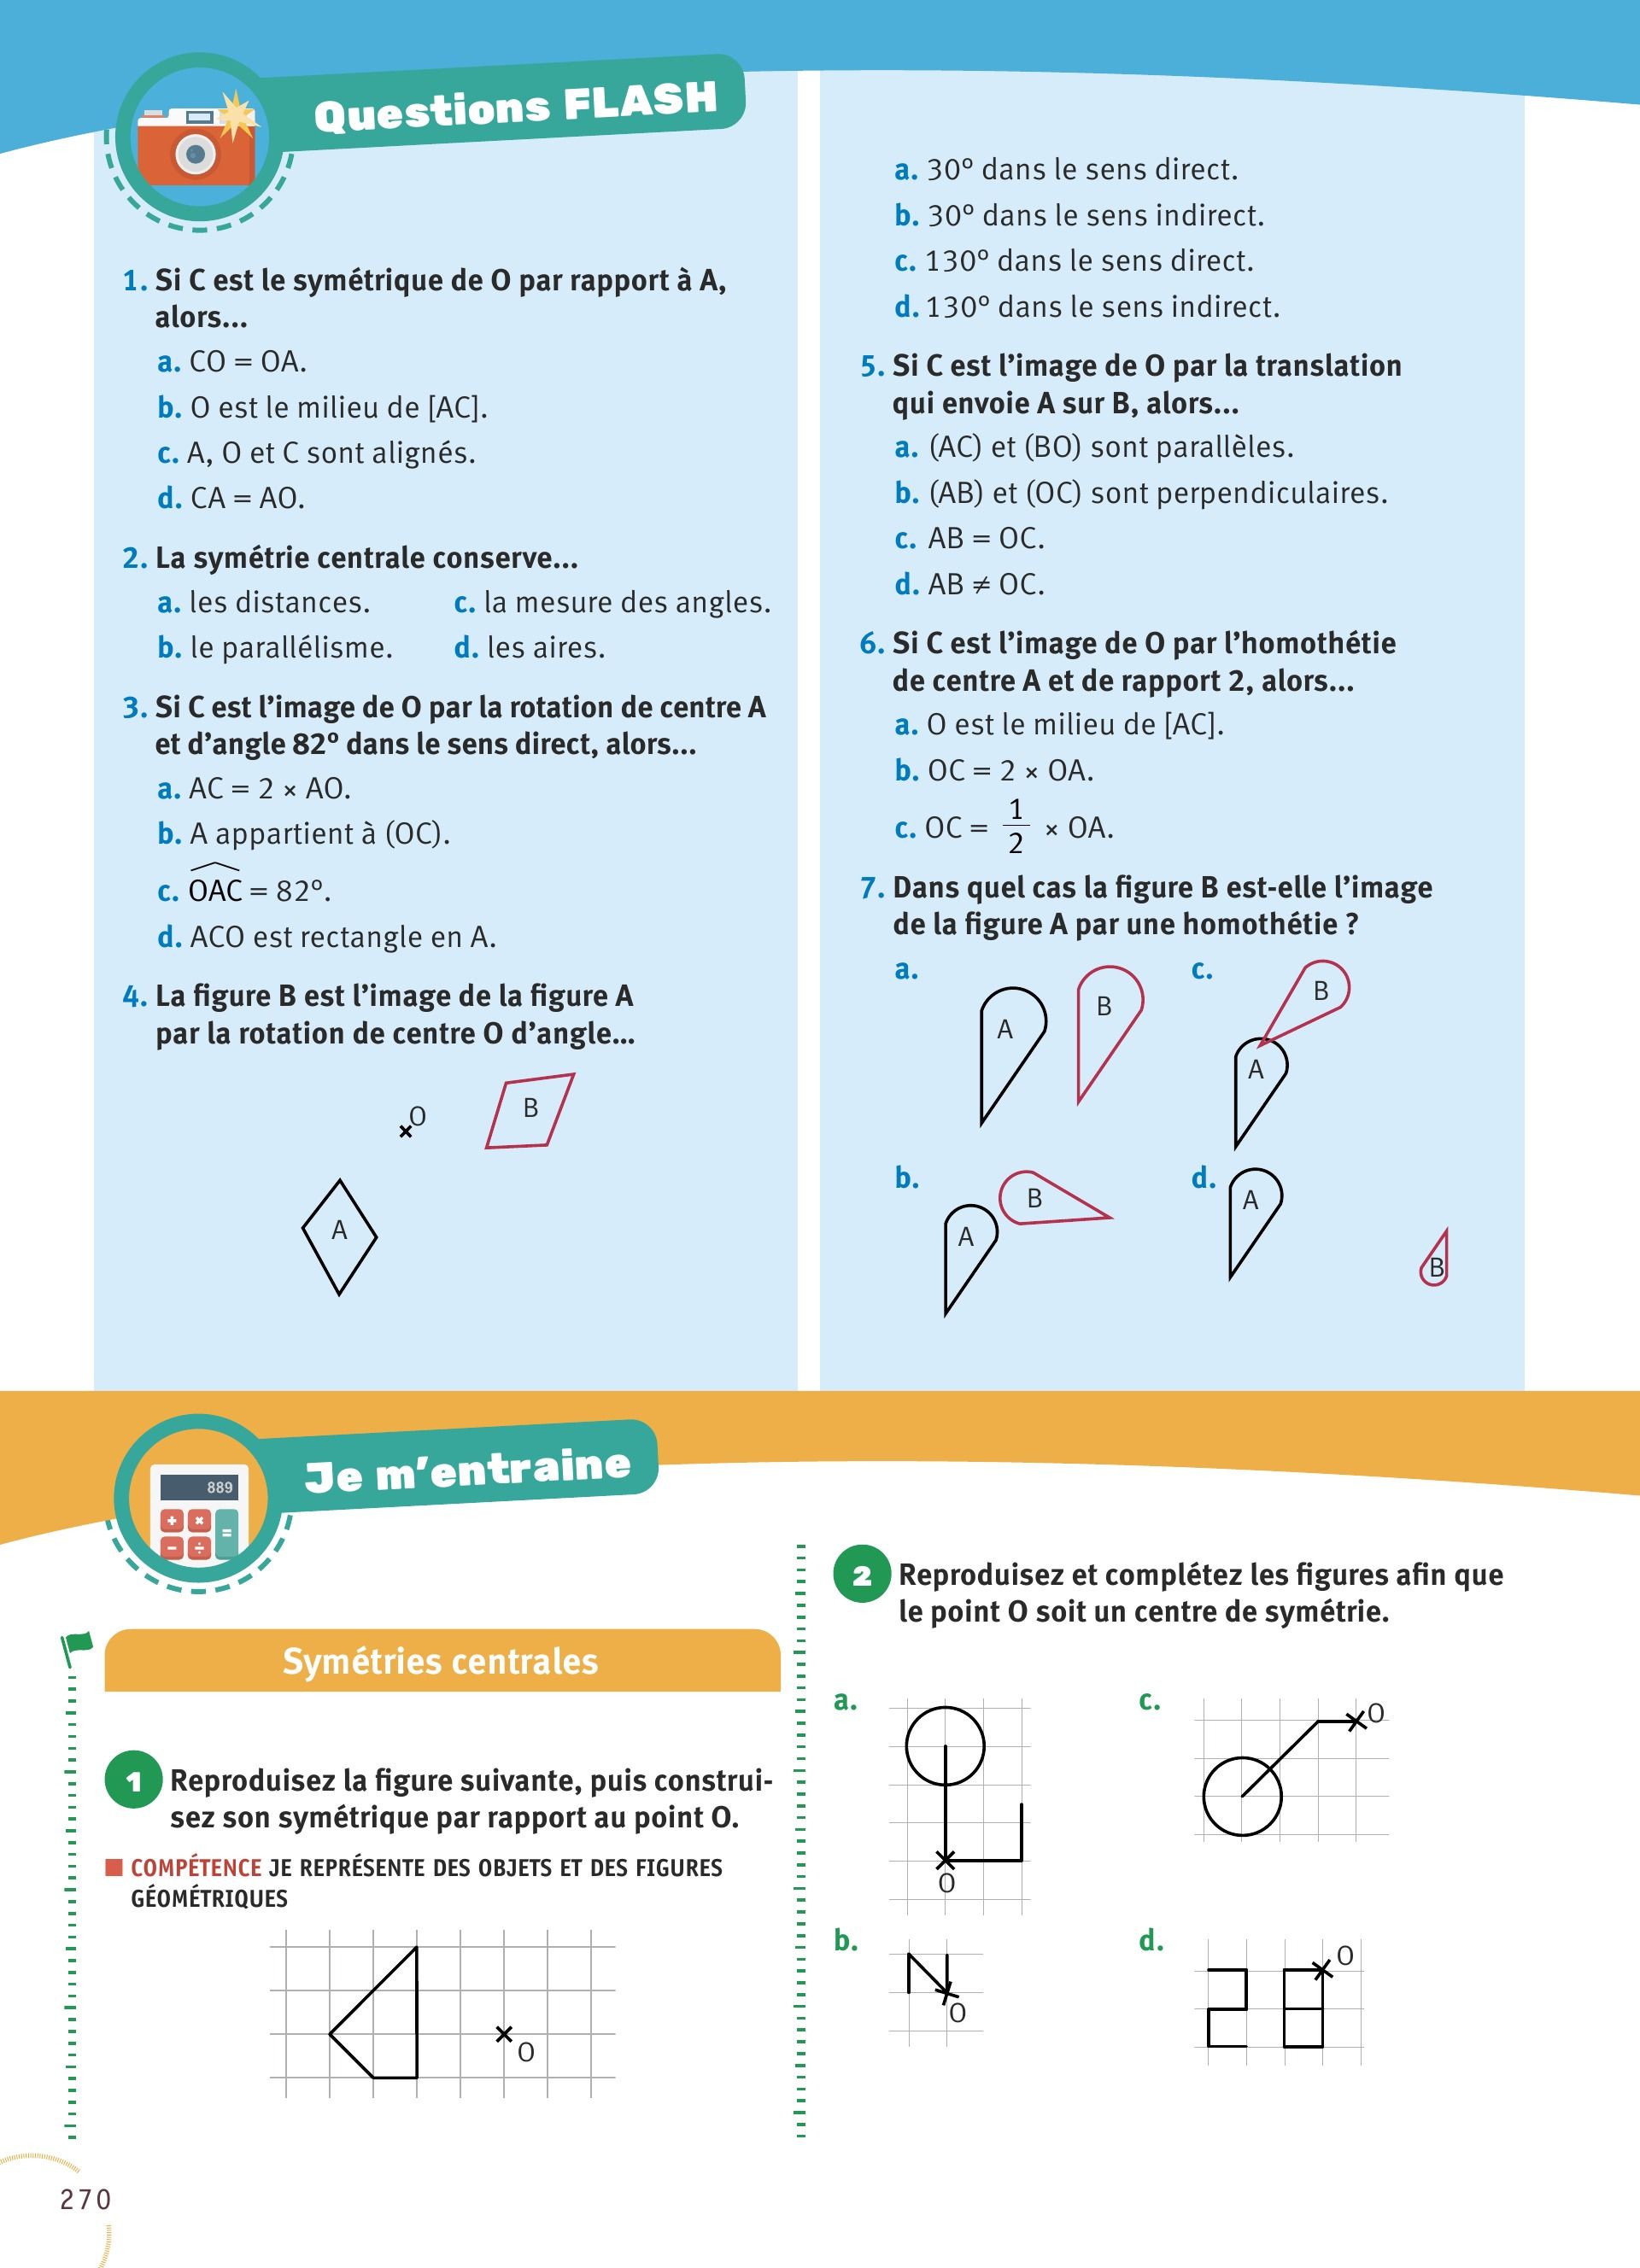 Questions FLASH
1. Si C est le symétrique de O par rapport à A,
alors...
a. CO = OA.
b. O est le milieu de [AC].
c. A, O et C sont alignés.
d. CA = AO.
2. La symétrie centrale conserve...
a. les distances.
c. la mesure des angles.
b. le parallélisme.
d. les aires.
3. Si C est l’image de O par la rotation de centre A
et d’angle 82° dans le sens direct, alors...
a. AC = 2 × AO.
b. A appartient à (OC).
c. OAC = 82°.
d. ACO est rectangle en A.
4. La figure B est l’image de la figure A
par la rotation de centre O d’angle...
O
B
A
a. 30° dans le sens direct.
b. 30° dans le sens indirect.
c. 130° dans le sens direct.
d. 130° dans le sens indirect.
5. Si C est l’image de O par la translation
qui envoie A sur B, alors...
a. (AC) et (BO) sont parallèles.
b. (AB) et (OC) sont perpendiculaires.
c. AB = OC.
d. AB ≠ OC.
6. Si C est l’image de O par l’homothétie
de centre A et de rapport 2, alors...
a. O est le milieu de [AC].
b. OC = 2 × OA.
c. OC = 1/2 × OA.
7. Dans quel cas la figure B est-elle l’image
de la figure A par une homothétie ?
a.
A
B
c.
B
A
b.
A
B
d.
A
B
889
Je m’entraine
Symétries centrales
1 Reproduisez la figure suivante, puis construi-
sez son symétrique par rapport au point O.
COMPÉTENCE JE REPRÉSENTE DES OBJETS ET DES FIGURES
GÉOMÉTRIQUES
O
2 Reproduisez et complétez les figures afin que
le point O soit un centre de symétrie.
a.
O
c.
O
b.
O
d.
O
270